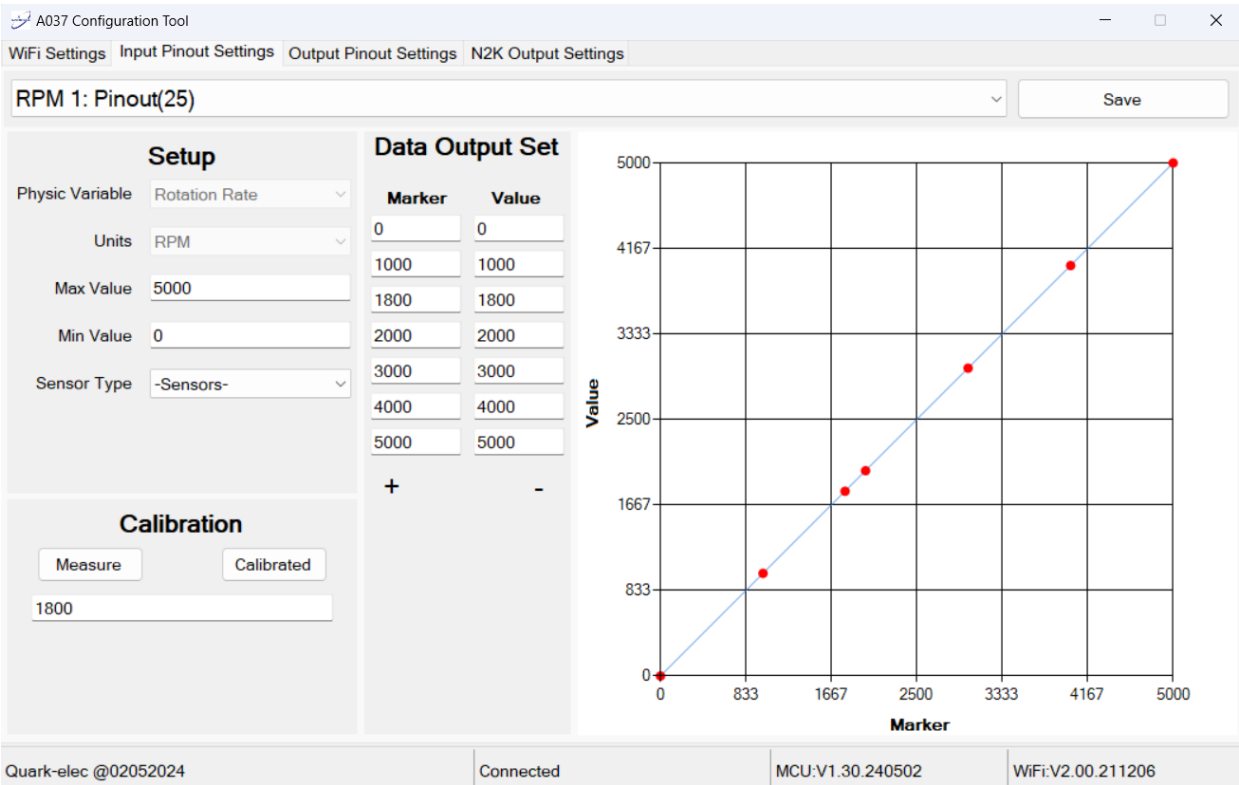 A037 Configuration Tool
WiFi Settings Input Pinout Settings Output Pinout Settings N2K Output Settings
RPM 1: Pinout(25) Save
Setup
Physic Variable Rotation Rate
Units RPM
Max Value 5000
Min Value 0
Sensor Type -Sensors-
Calibration
Measure Calibrated
1800
Data Output Set
Marker Value
0 0
1000 1000
1800 1800
2000 2000
3000 3000
4000 4000
5000 5000
+ -
5000
4167
3333
2500
1667
833
0
Value
0 833 1667 2500 3333 4167 5000
Marker
Quark-elec @02052024 Connected MCU:V1.30.240502 WiFi:V2.00.211206